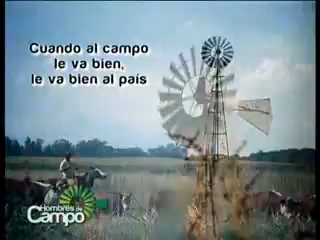 Cuando al campo
le va bien,
le va bien al país
Hombres de
Campo